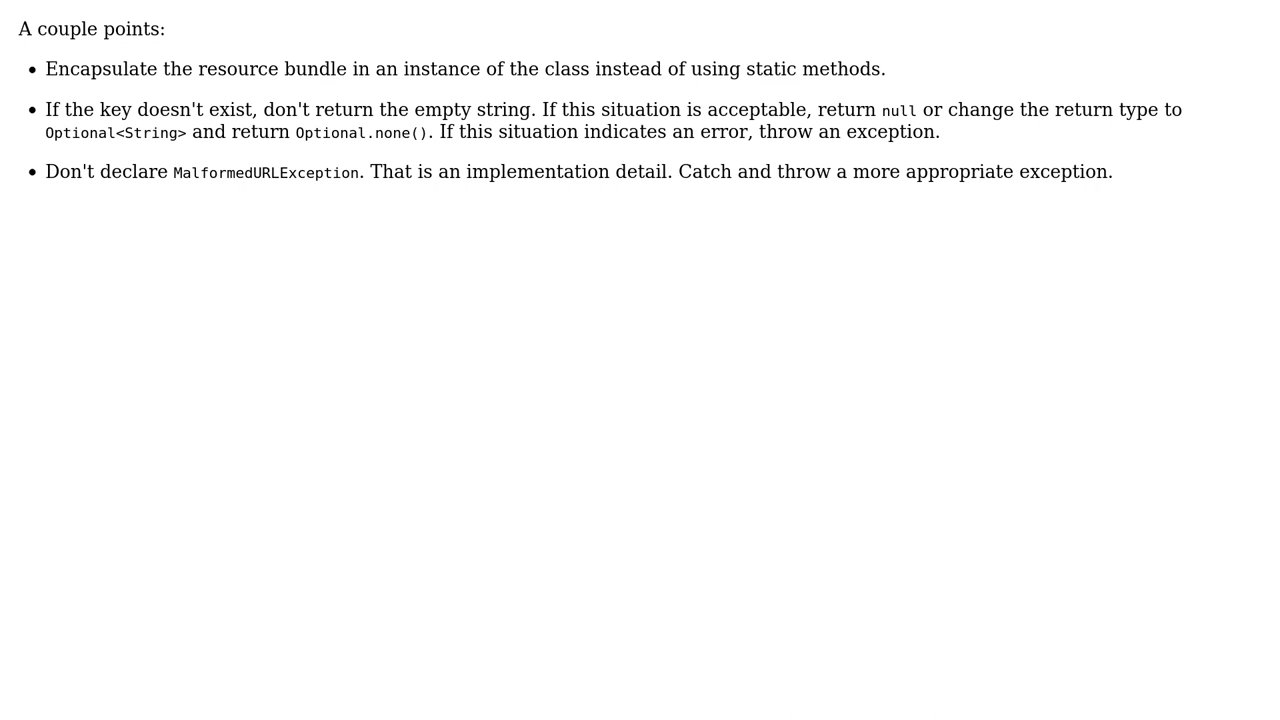 A couple points:
• Encapsulate the resource bundle in an instance of the class instead of using static methods.
• If the key doesn't exist, don't return the empty string. If this situation is acceptable, return null or change the return type to
Optional<String> and return Optional.none(). If this situation indicates an error, throw an exception.
• Don't declare MalformedURLException. That is an implementation detail. Catch and throw a more appropriate exception.